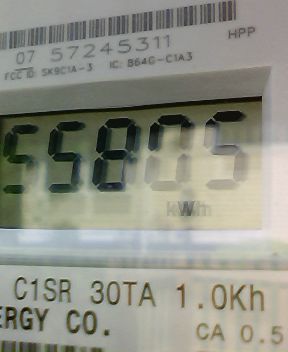 07 57245311
HPP
FCC ID: SK9C1A-3 IC: B64G-C1A3
55805
kWh
C1SR 30TA 1.0Kh
ERGY CO.
CA 0.5